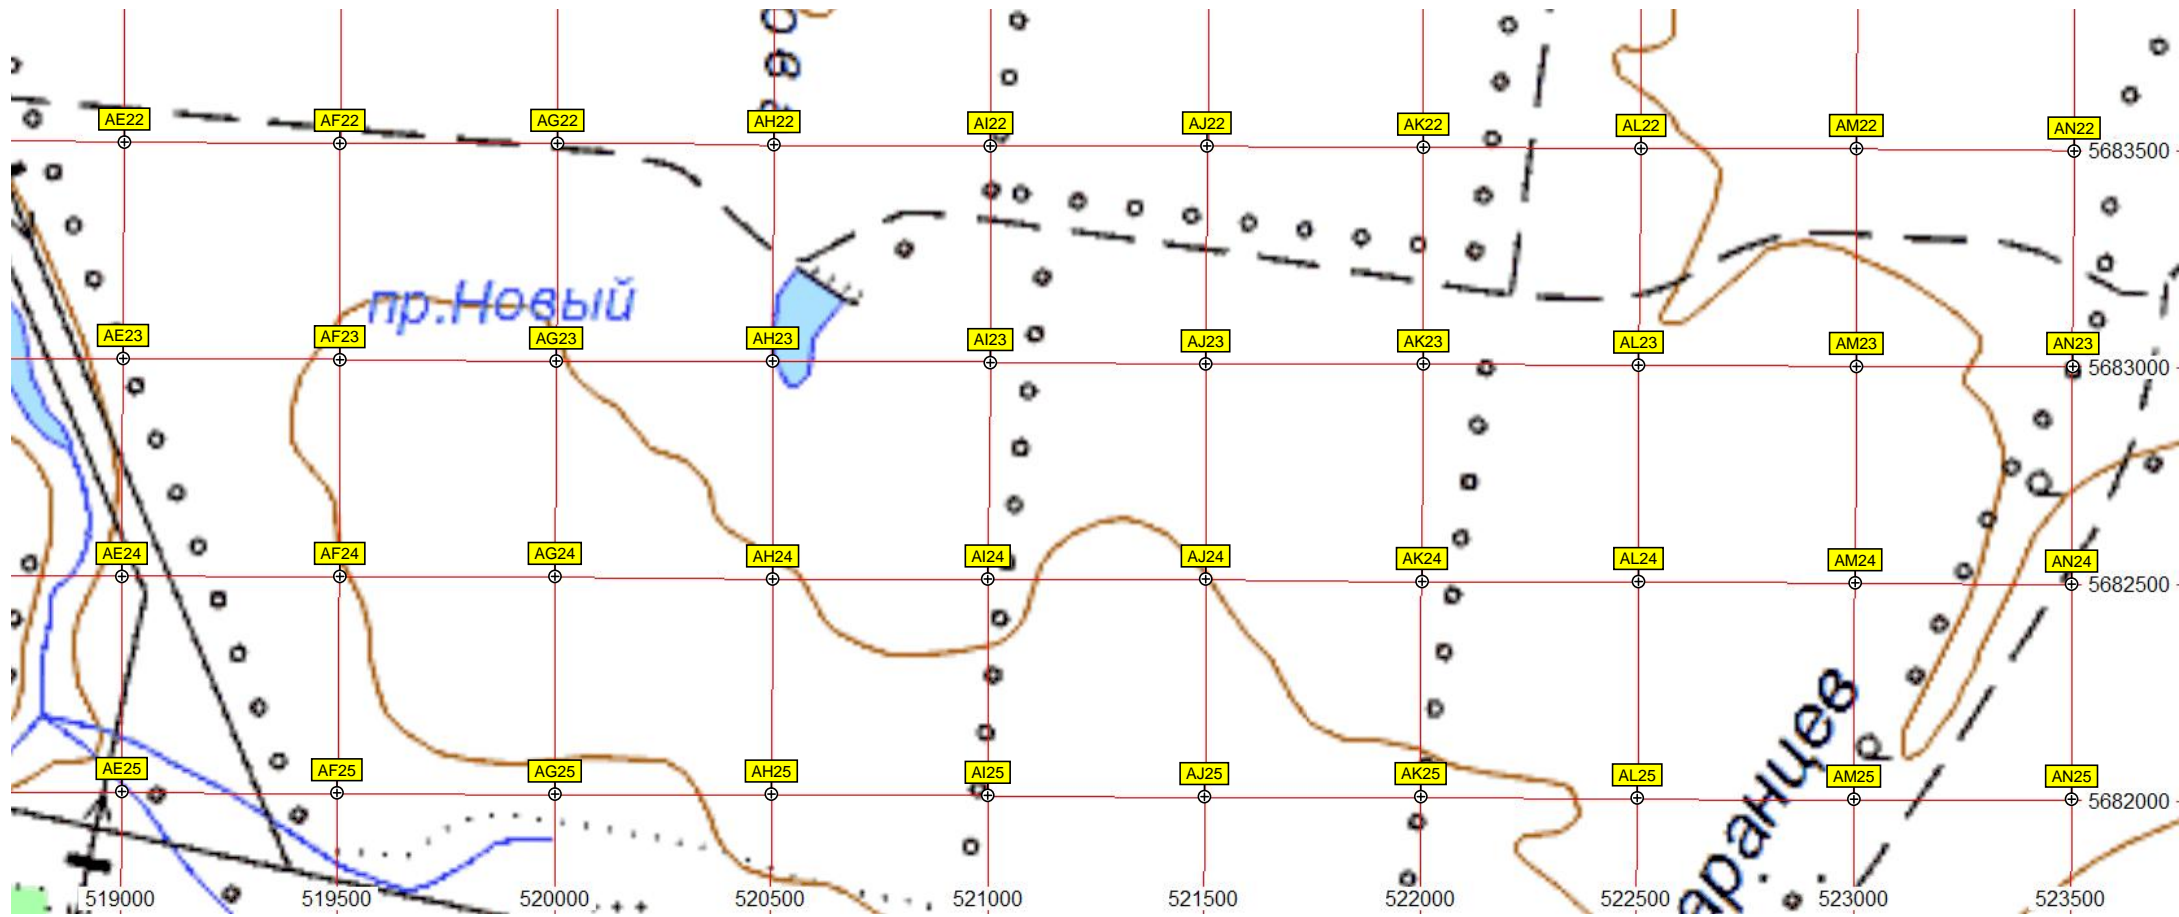 ова
AE22 AF22 AG22 AH22 AI22 AJ22 AK22 AL22 AM22 AN22
5683500
пр.Новый
AE23 AF23 AG23 AH23 AI23 AJ23 AK23 AL23 AM23 AN23
5683000
AE24 AF24 AG24 AH24 AI24 AJ24 AK24 AL24 AM24 AN24
5682500
AE25 AF25 AG25 AH25 AI25 AJ25 AK25 AL25 AM25 AN25
5682000
аранцев
519000 519500 520000 520500 521000 521500 522000 522500 523000 523500